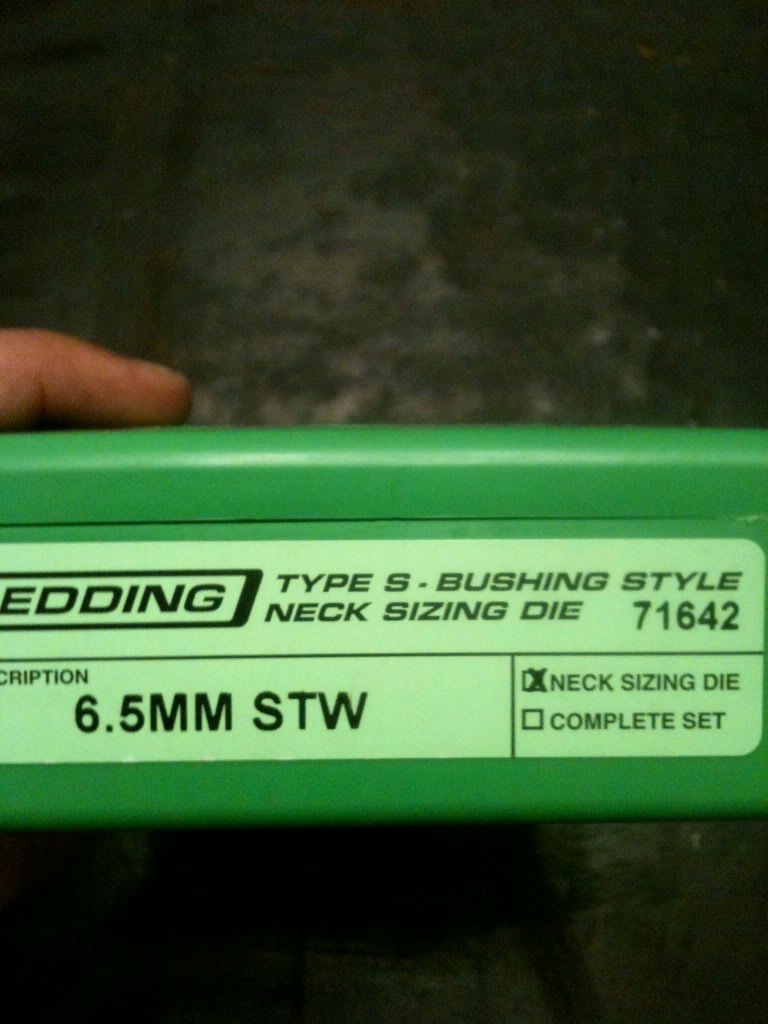 EDDING TYPE S - BUSHING STYLE
NECK SIZING DIE 71642
CRIPTION
6.5MM STW
NECK SIZING DIE
COMPLETE SET